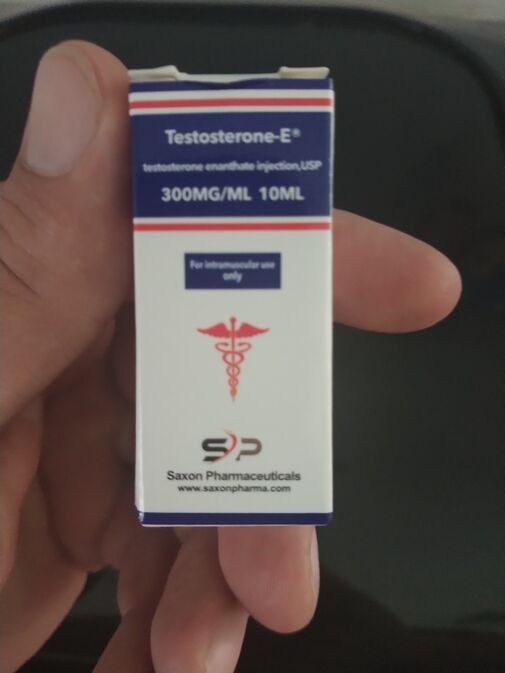 Testosterone-E®
testosterone enanthate injection,USP
300MG/ML 10ML
For intramuscular use
only
SP
Saxon Pharmaceuticals
www.saxonpharma.com